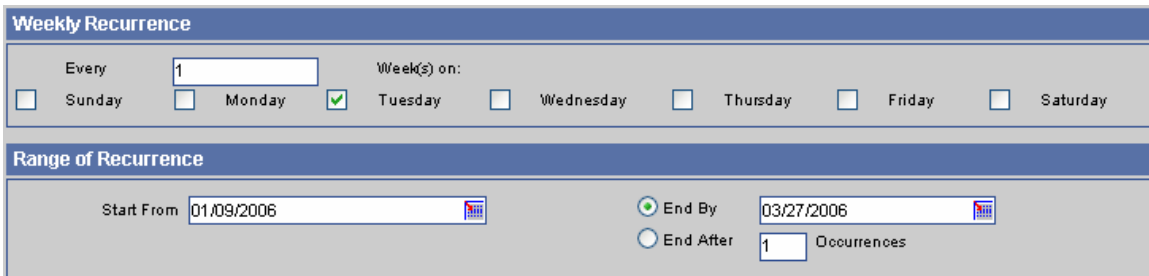 Weekly Recurrence
Every 1 Week(s) on:
Sunday Monday Tuesday Wednesday Thursday Friday Saturday
Range of Recurrence
Start From 01/09/2006 End By 03/27/2006
End After 1 Occurrences